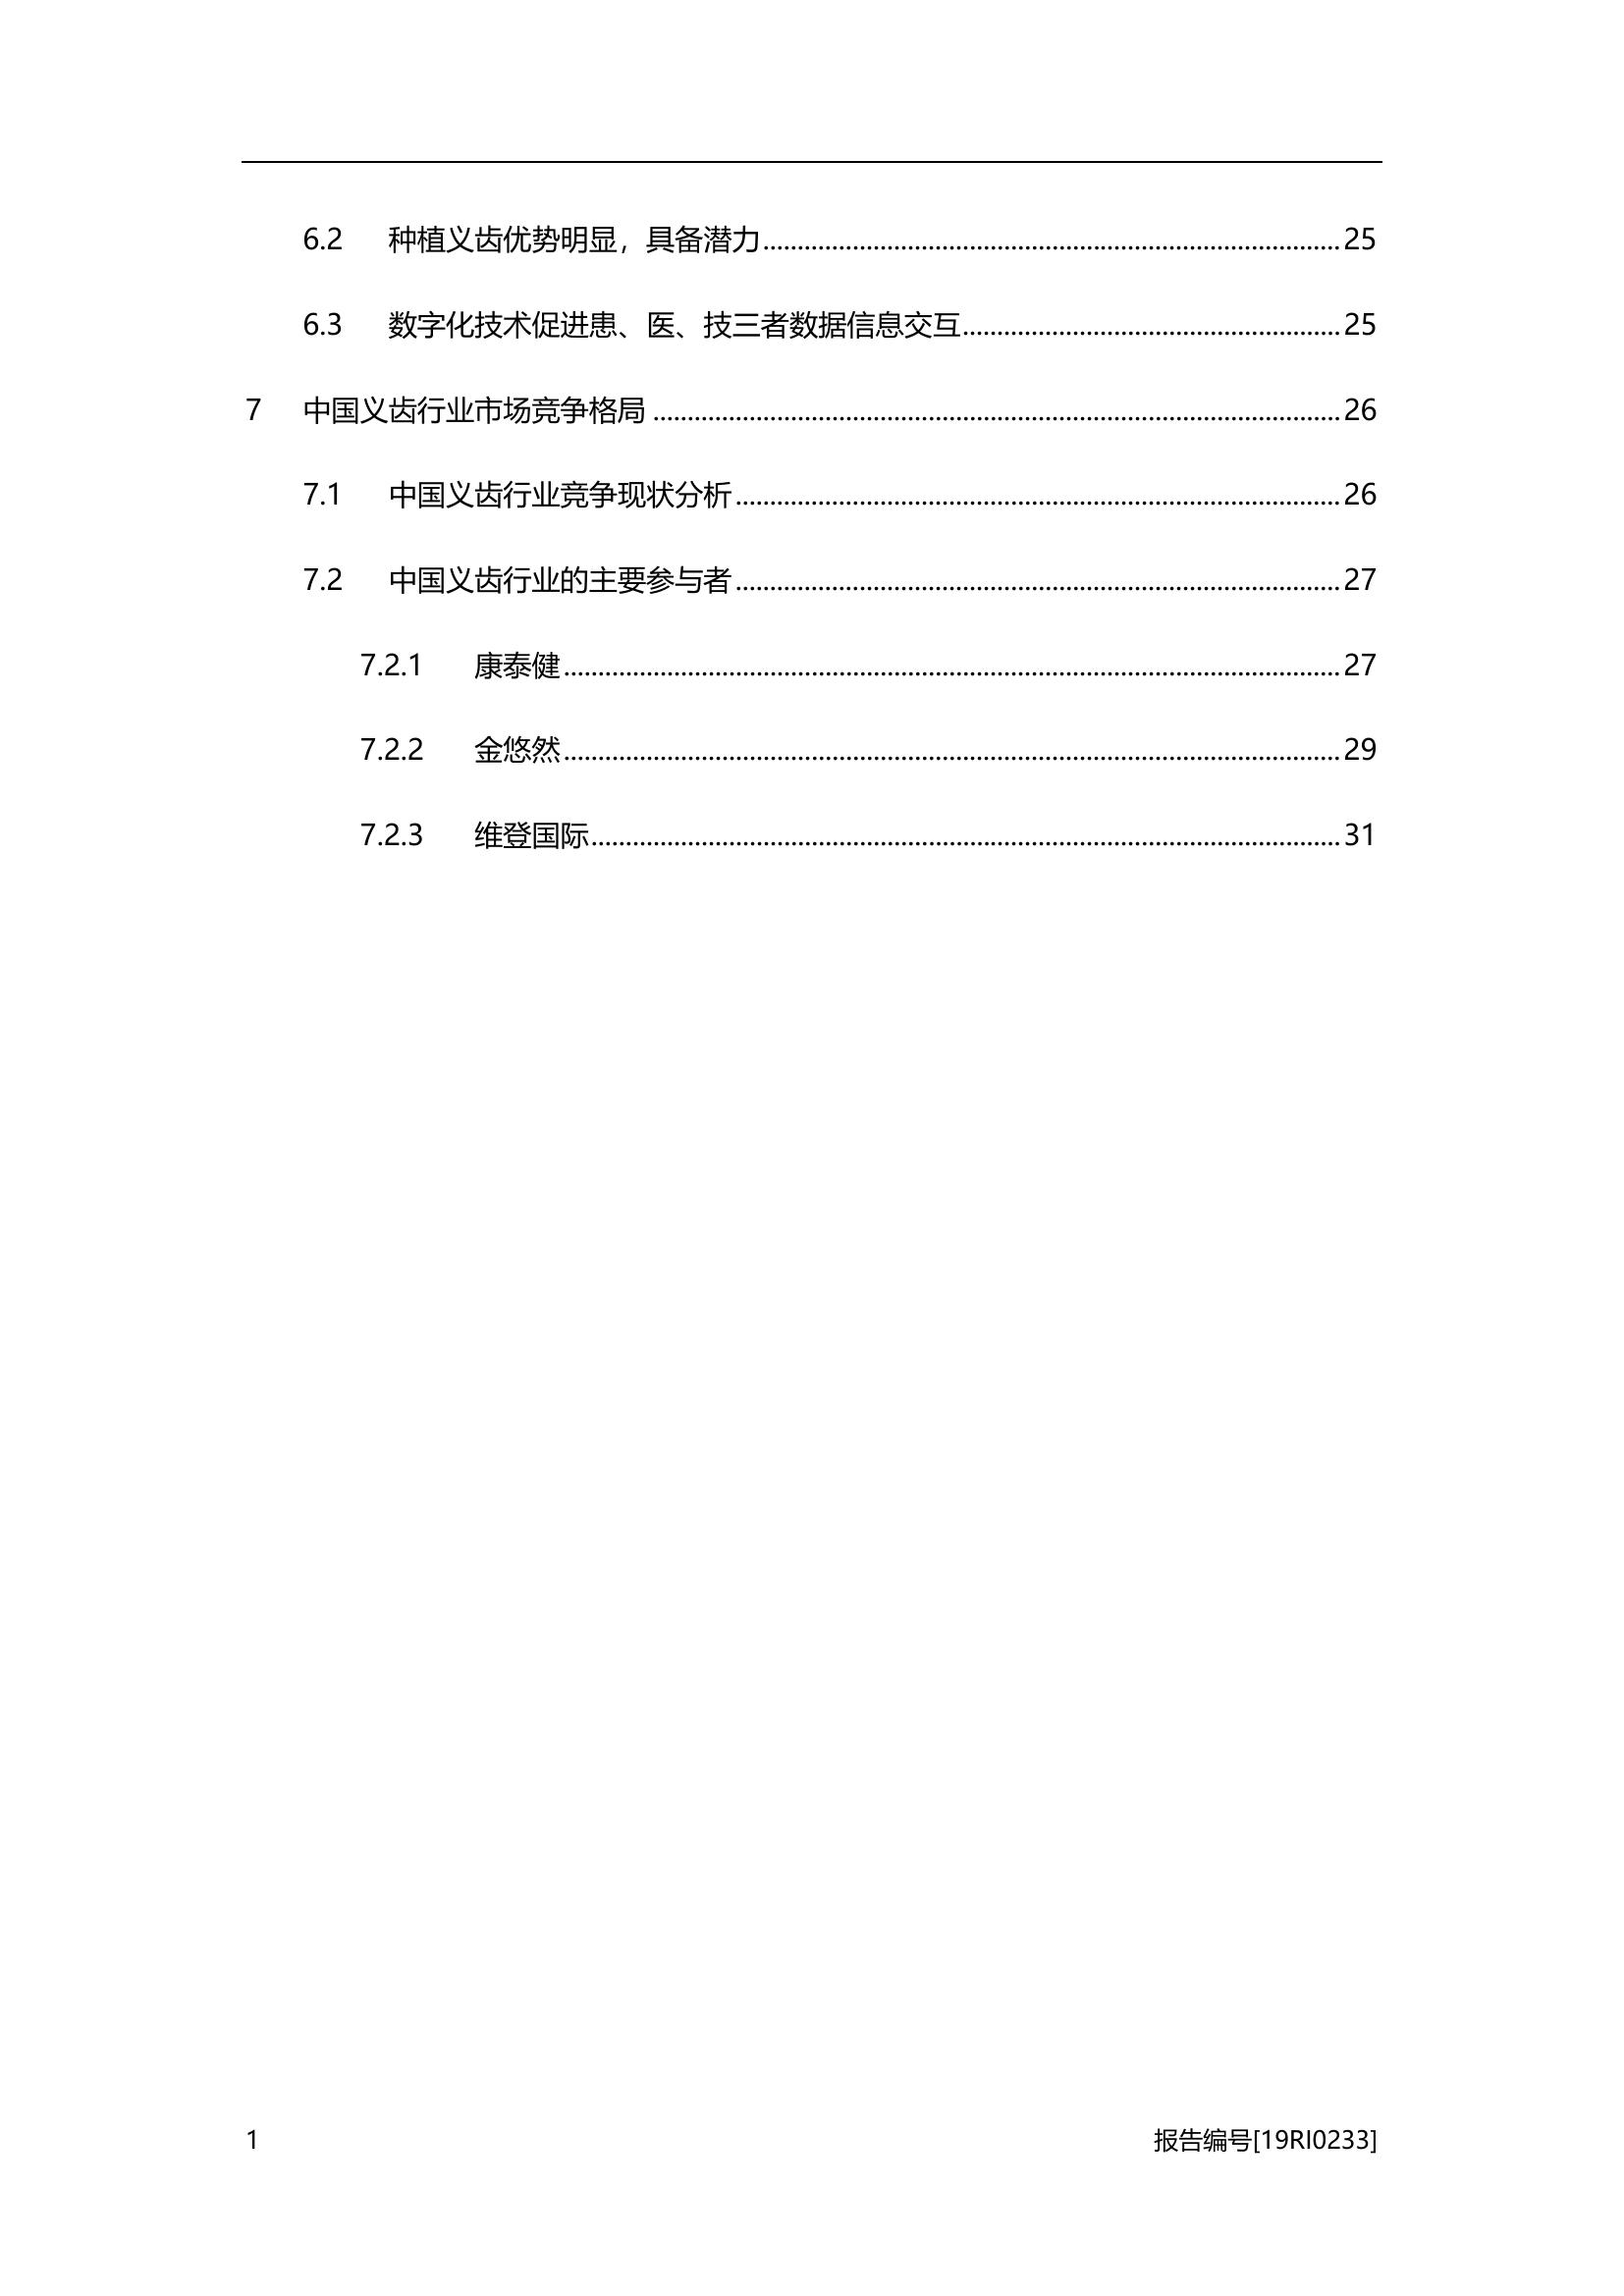 6.2 种植义齿优势明显，具备潜力........................25
6.3 数字化技术促进患、医、技三者数据信息交互........................25
7 中国义齿行业市场竞争格局........................26
7.1 中国义齿行业竞争现状分析........................26
7.2 中国义齿行业的主要参与者........................27
7.2.1 康泰健........................27
7.2.2 金悠然........................29
7.2.3 维登国际........................31
1 报告编号[19RI0233]